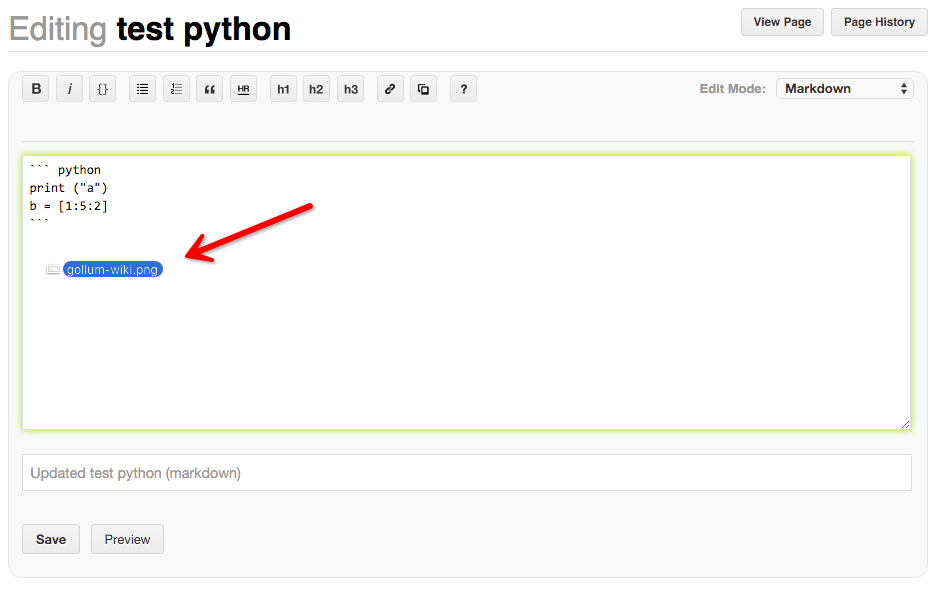 Editing test python
View Page
Page History
B i {} HR h1 h2 h3 ?
Edit Mode: Markdown
``` python
print ("a")
b = [1:5:2]
```
gollum-wiki.png
Updated test python (markdown)
Save
Preview